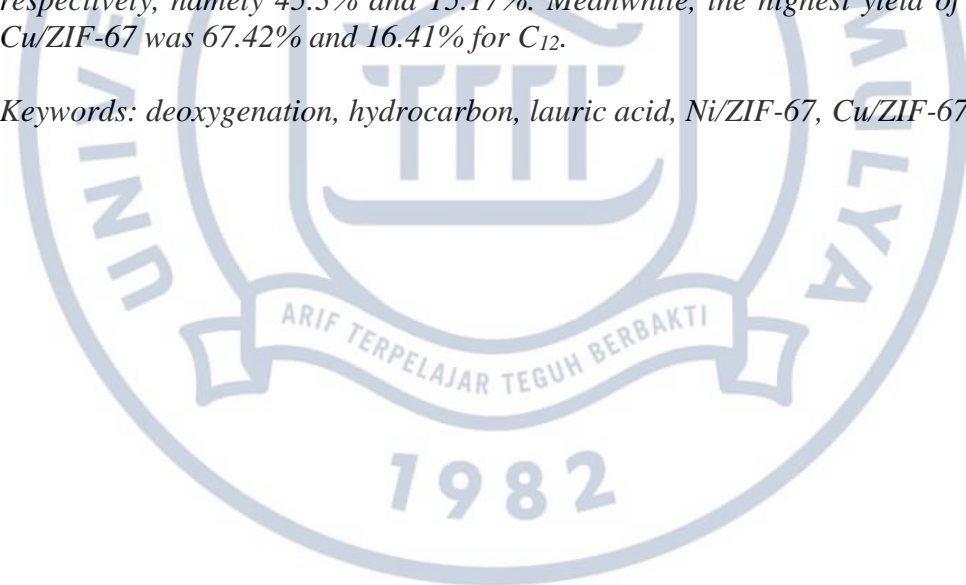 respectively, namely 45.5% and 15.17%. Meanwhile, the highest yield of
Cu/ZIF-67 was 67.42% and 16.41% for C12.
Keywords: deoxygenation, hydrocarbon, lauric acid, Ni/ZIF-67, Cu/ZIF-67
UNIVE
MULYA
ARIF TERPELAJAR TEGUH BERBAKTI
1982